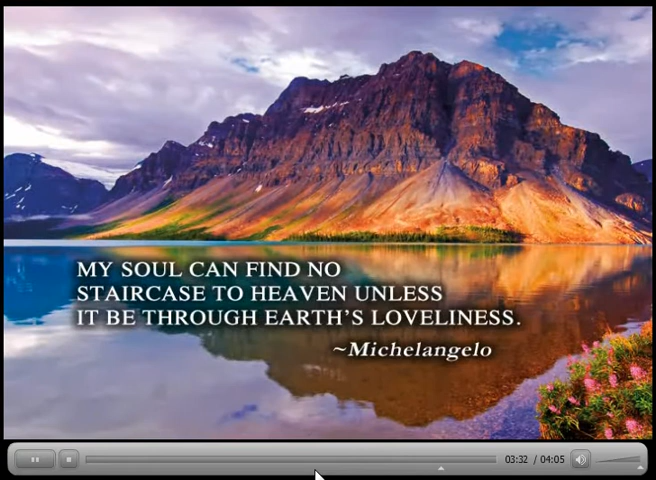 MY SOUL CAN FIND NO
STAIRCASE TO HEAVEN UNLESS
IT BE THROUGH EARTH'S LOVELINESS.
~Michelangelo
03:32 / 04:05